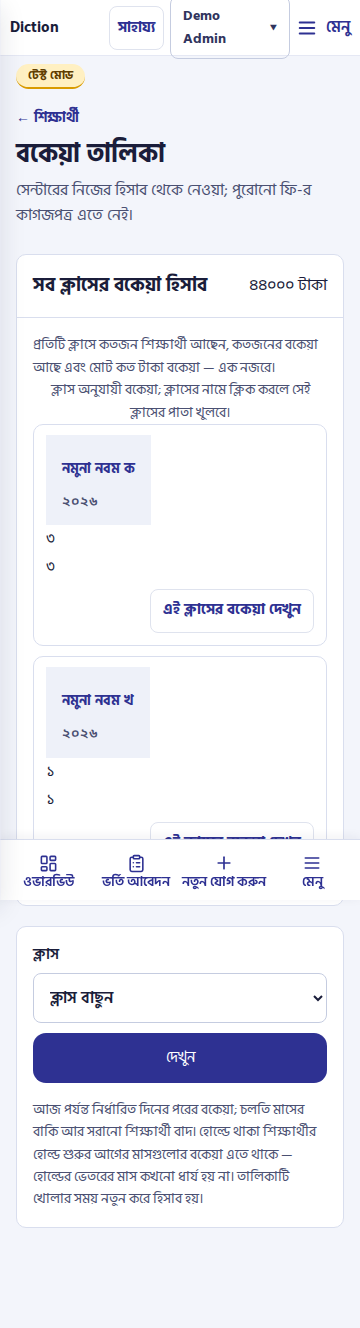 Diction
সাহায্য
Demo
Admin
মেনু
টেস্ট মোড
← শিক্ষার্থী
বকেয়া তালিকা
সেন্টারের নিজের হিসাব থেকে নেওয়া; পুরোনো ফি-র
কাগজপত্র এতে নেই।
সব ক্লাসের বকেয়া হিসাব
৪৪০০০ টাকা
প্রতিটি ক্লাসে কতজন শিক্ষার্থী আছেন, কতজনের বকেয়া
আছে এবং মোট কত টাকা বকেয়া — এক নজরে।
ক্লাস অনুযায়ী বকেয়া; ক্লাসের নামে ক্লিক করলে সেই
ক্লাসের পাতা খুলবে।
নমুনা নবম ক
২০২৬
৩
৩
এই ক্লাসের বকেয়া দেখুন
নমুনা নবম খ
২০২৬
১
১
এই ক্লাসের বকেয়া দেখুন
ওভারভিউ
ভর্তি আবেদন
নতুন যোগ করুন
মেনু
ক্লাস
ক্লাস বাছুন
দেখুন
আজ পর্যন্ত নির্ধারিত দিনের পরের বকেয়া; চলতি মাসের
বাকি আর সরানো শিক্ষার্থী বাদ। হোল্ডে থাকা শিক্ষার্থীর
হোল্ড শুরুর আগের মাসগুলোর বকেয়া এতে থাকে —
হোল্ডের ভেতরের মাস কখনো ধার্য হয় না। তালিকাটি
খোলার সময় নতুন করে হিসাব হয়।